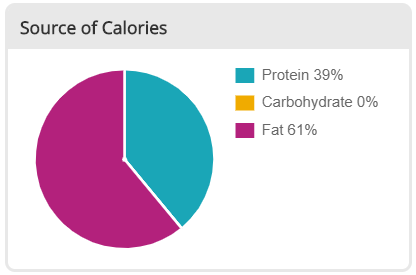 Source of Calories
Protein 39%
Carbohydrate 0%
Fat 61%